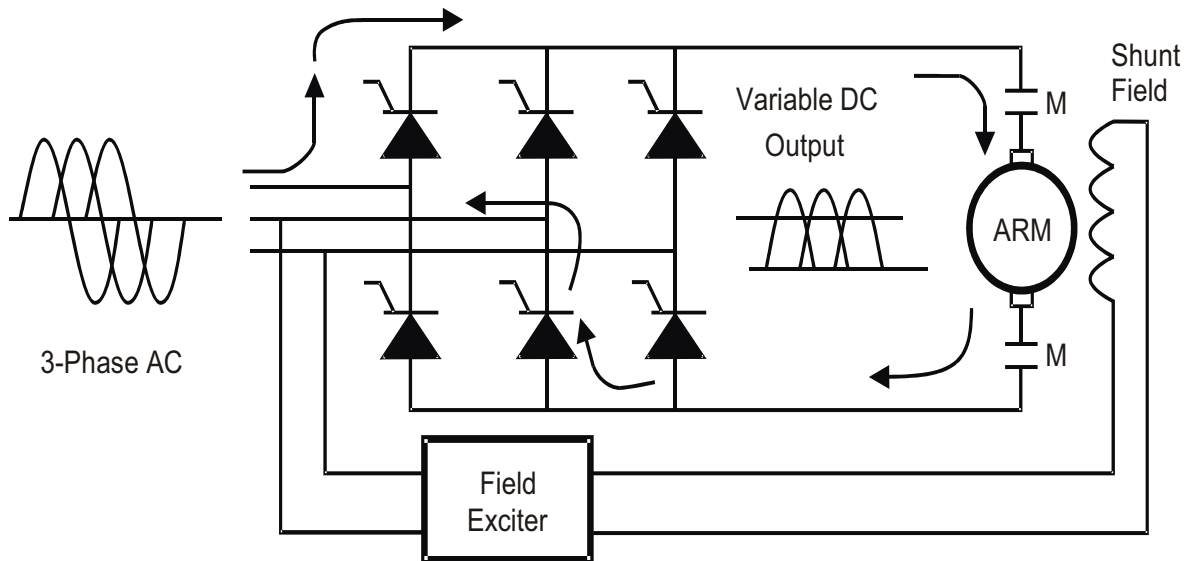 Shunt
Field
Variable DC
Output
M
ARM
M
3-Phase AC
Field
Exciter